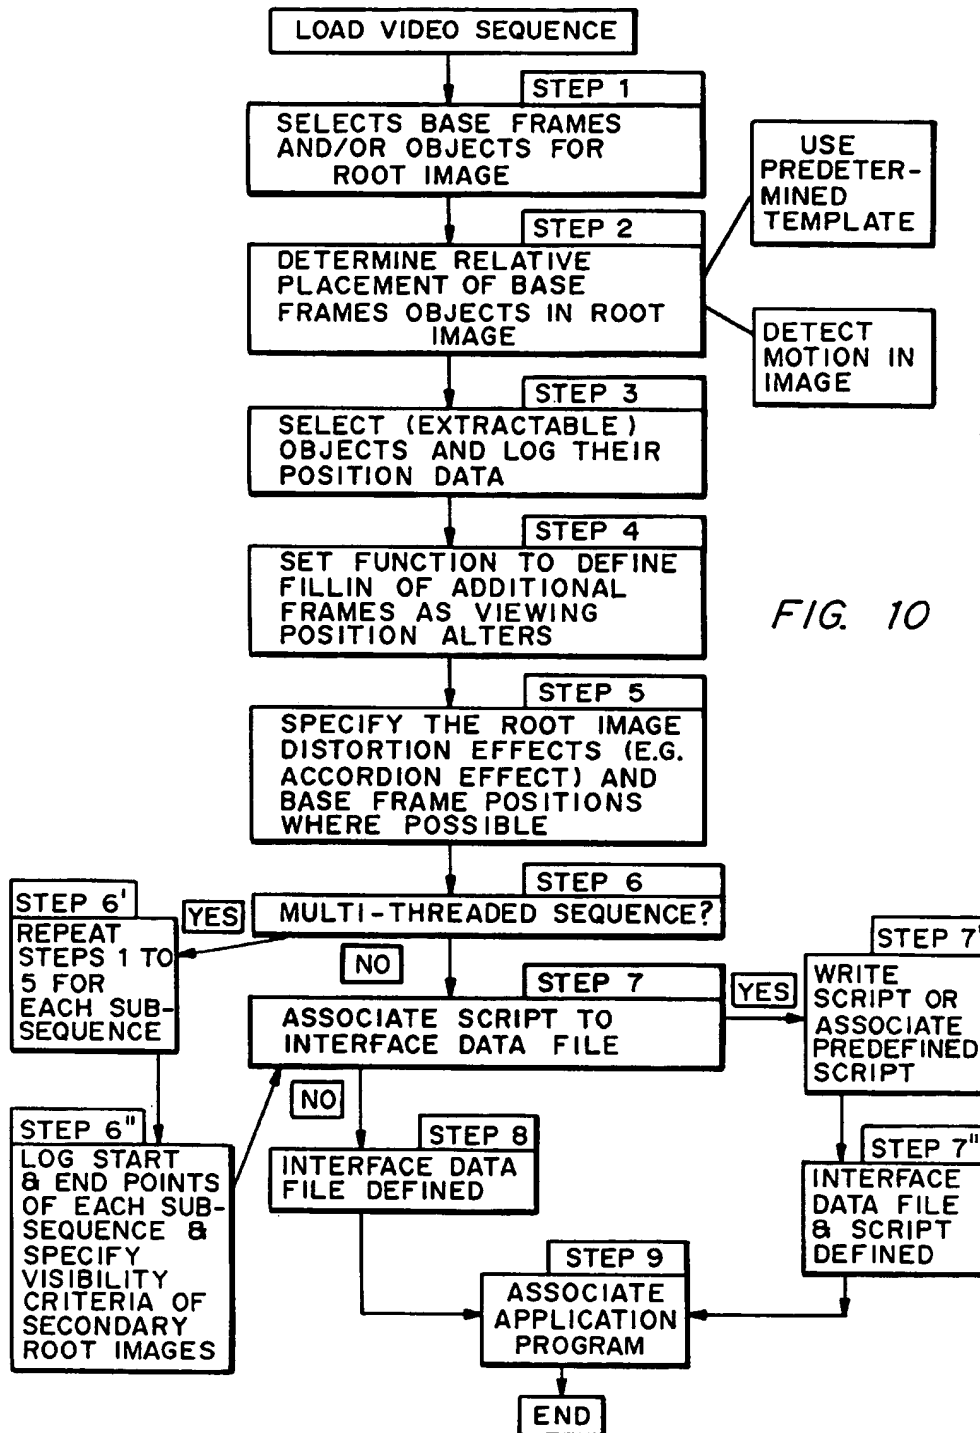 LOAD VIDEO SEQUENCE
STEP 1
SELECTS BASE FRAMES
AND/OR OBJECTS FOR
ROOT IMAGE
USE
PREDETER-
MINED
TEMPLATE
STEP 2
DETERMINE RELATIVE
PLACEMENT OF BASE
FRAMES OBJECTS IN ROOT
IMAGE
DETECT
MOTION IN
IMAGE
STEP 3
SELECT (EXTRACTABLE)
OBJECTS AND LOG THEIR
POSITION DATA
STEP 4
SET FUNCTION TO DEFINE
FILLIN OF ADDITIONAL
FRAMES AS VIEWING
POSITION ALTERS
FIG. 10
STEP 5
SPECIFY THE ROOT IMAGE
DISTORTION EFFECTS (E.G.
ACCORDION EFFECT) AND
BASE FRAME POSITIONS
WHERE POSSIBLE
STEP 6
MULTI-THREADED SEQUENCE?
YES
NO
STEP 6'
REPEAT
STEPS 1 TO
5 FOR
EACH SUB-
SEQUENCE
STEP 6"
LOG START
& END POINTS
OF EACH SUB-
SEQUENCE &
SPECIFY
VISIBILITY
CRITERIA OF
SECONDARY
ROOT IMAGES
STEP 7
ASSOCIATE SCRIPT TO
INTERFACE DATA FILE
YES
NO
STEP 7'
WRITE
SCRIPT OR
ASSOCIATE
PREDEFINED
SCRIPT
STEP 7"
INTERFACE
DATA FILE
& SCRIPT
DEFINED
STEP 8
INTERFACE DATA
FILE DEFINED
STEP 9
ASSOCIATE
APPLICATION
PROGRAM
END